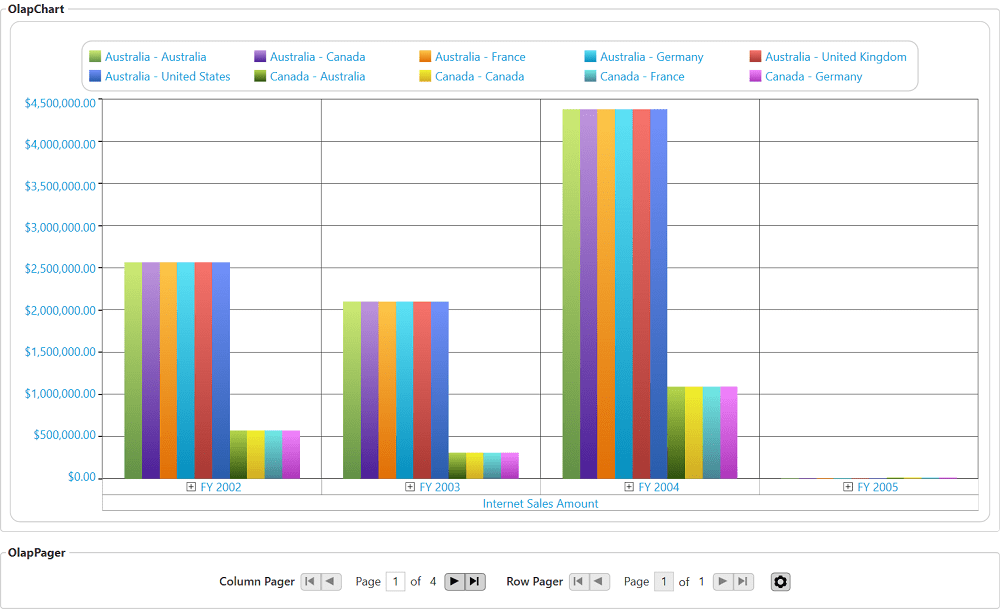 OlapChart
Australia - Australia Australia - Canada Australia - France Australia - Germany Australia - United Kingdom
Australia - United States Canada - Australia Canada - Canada Canada - France Canada - Germany
$4,500,000.00
$4,000,000.00
$3,500,000.00
$3,000,000.00
$2,500,000.00
$2,000,000.00
$1,500,000.00
$1,000,000.00
$500,000.00
$0.00
FY 2002 FY 2003 FY 2004 FY 2005
Internet Sales Amount
OlapPager
Column Pager Page 1 of 4 Row Pager Page 1 of 1